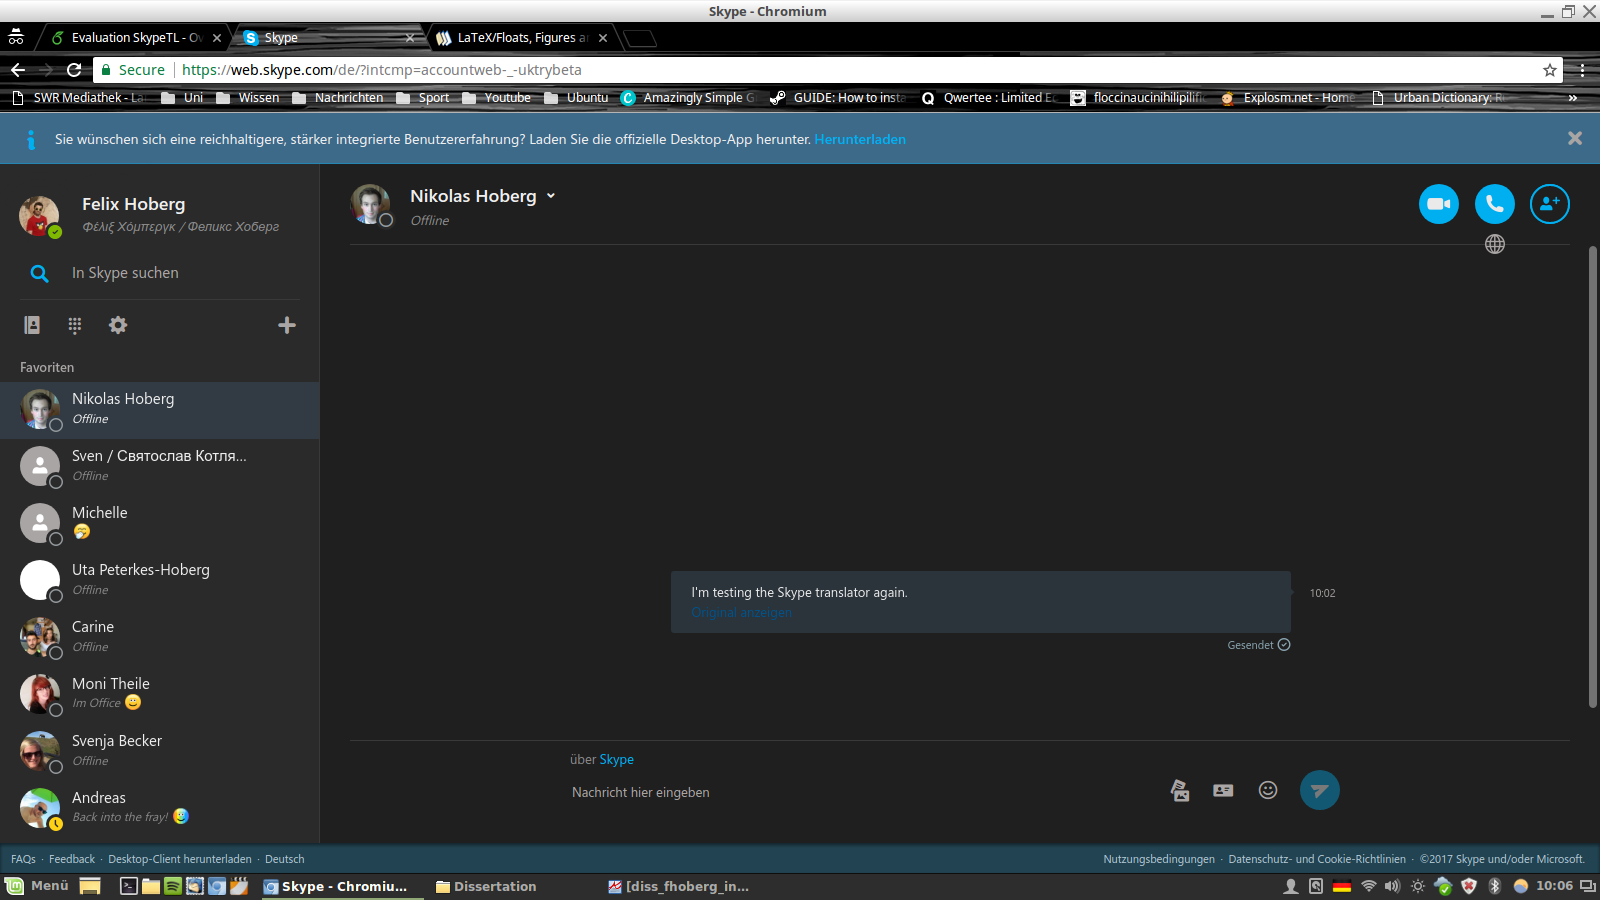 Skype - Chromium
Evaluation SkypeTL - Ov
Skype
LaTeX/Floats, Figures a
Secure
https://web.skype.com/de/?intcmp=accountweb-_-uktrybeta
SWR Mediathek - La
Uni
Wissen
Nachrichten
Sport
Youtube
Ubuntu
Amazingly Simple G
GUIDE: How to insta
Qwertee : Limited E
floccinaucinihilipilifi
Explosm.net - Home
Urban Dictionary: R
»
Sie wünschen sich eine reichhaltigere, stärker integrierte Benutzererfahrung? Laden Sie die offizielle Desktop-App herunter. Herunterladen
Felix Hoberg
Φέλιξ Χόμπεργκ / Феликс Хоберг
In Skype suchen
Favoriten
Nikolas Hoberg
Offline
Sven / Святослав Котля...
Offline
Michelle
Uta Peterkes-Hoberg
Offline
Carine
Offline
Moni Theile
Im Office
Svenja Becker
Offline
Andreas
Back into the fray!
Nikolas Hoberg
Offline
I'm testing the Skype translator again.
Original anzeigen
10:02
Gesendet
über Skype
Nachricht hier eingeben
FAQs · Feedback · Desktop-Client herunterladen · Deutsch
Nutzungsbedingungen · Datenschutz- und Cookie-Richtlinien · ©2017 Skype und/oder Microsoft.
Menü
Skype - Chromiu...
Dissertation
[diss_fhoberg_in...
10:06